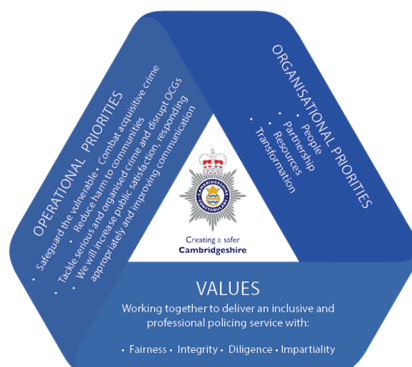 OPERATIONAL PRIORITIES
• Safeguard the vulnerable • Combat acquisitive crime
• Reduce harm to communities
• Tackle serious and organised crime and disrupt OCGs
• We will increase public satisfaction, responding
appropriately and improving communication
ORGANISATIONAL PRIORITIES
• People
• Partnership
• Resources
• Transformation
Creating a safer
Cambridgeshire
VALUES
Working together to deliver an inclusive and
professional policing service with:
• Fairness • Integrity • Diligence • Impartiality